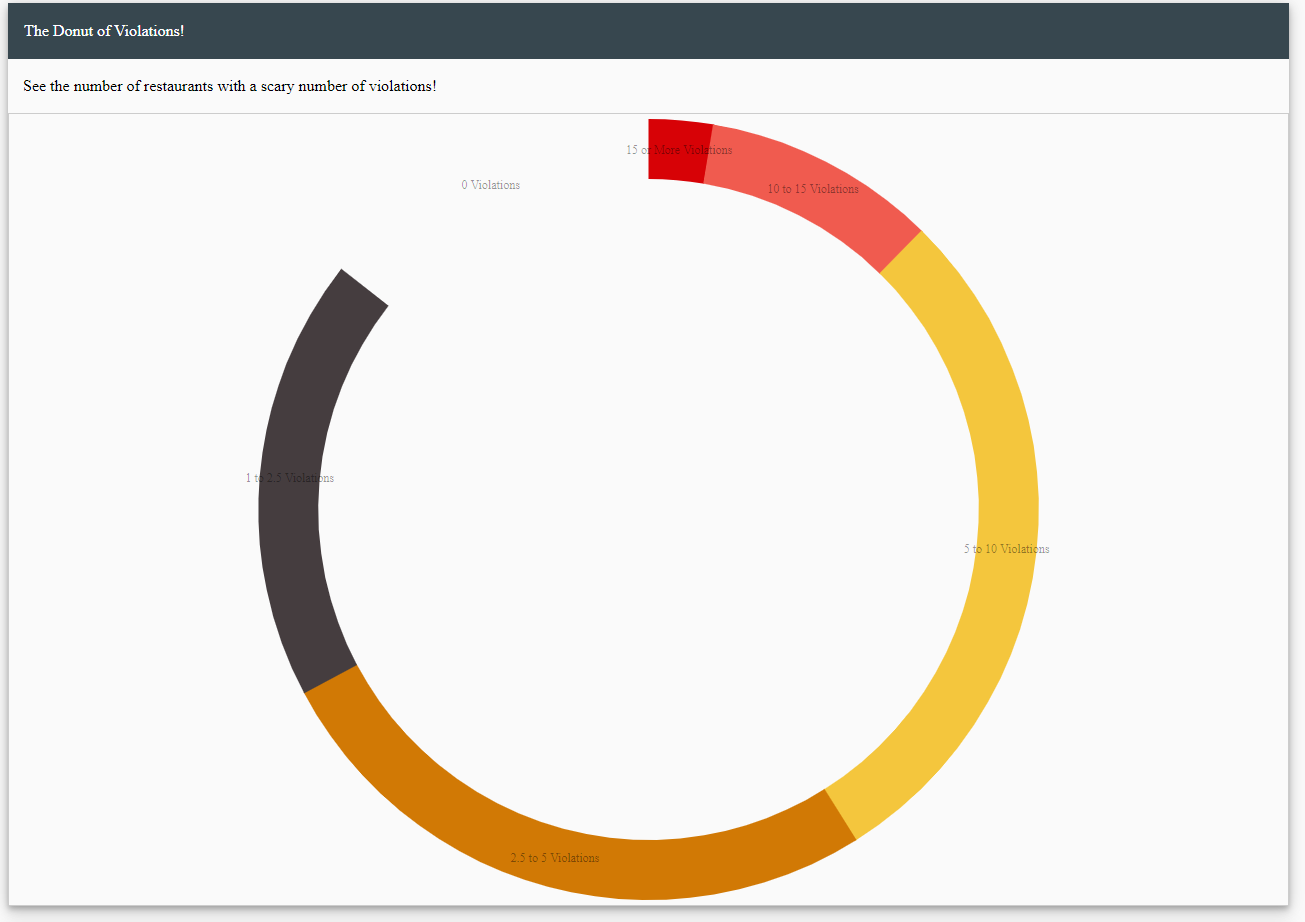 The Donut of Violations!
See the number of restaurants with a scary number of violations!
15 or More Violations
0 Violations
10 to 15 Violations
1 to 2.5 Violations
5 to 10 Violations
2.5 to 5 Violations